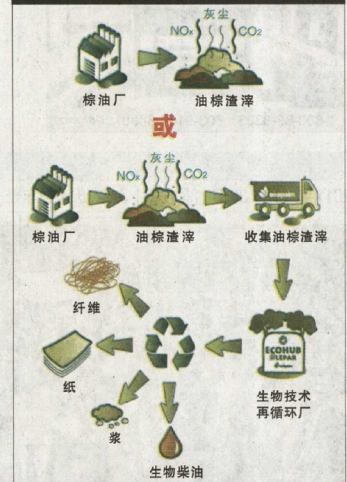 灰尘
NOx
CO2
棕油厂
油棕渣滓
或
灰尘
NOx
CO2
棕油厂
油棕渣滓
收集油棕渣滓
纤维
纸
浆
生物柴油
ECOHUB
@LEPAR
生物技术
再循环厂